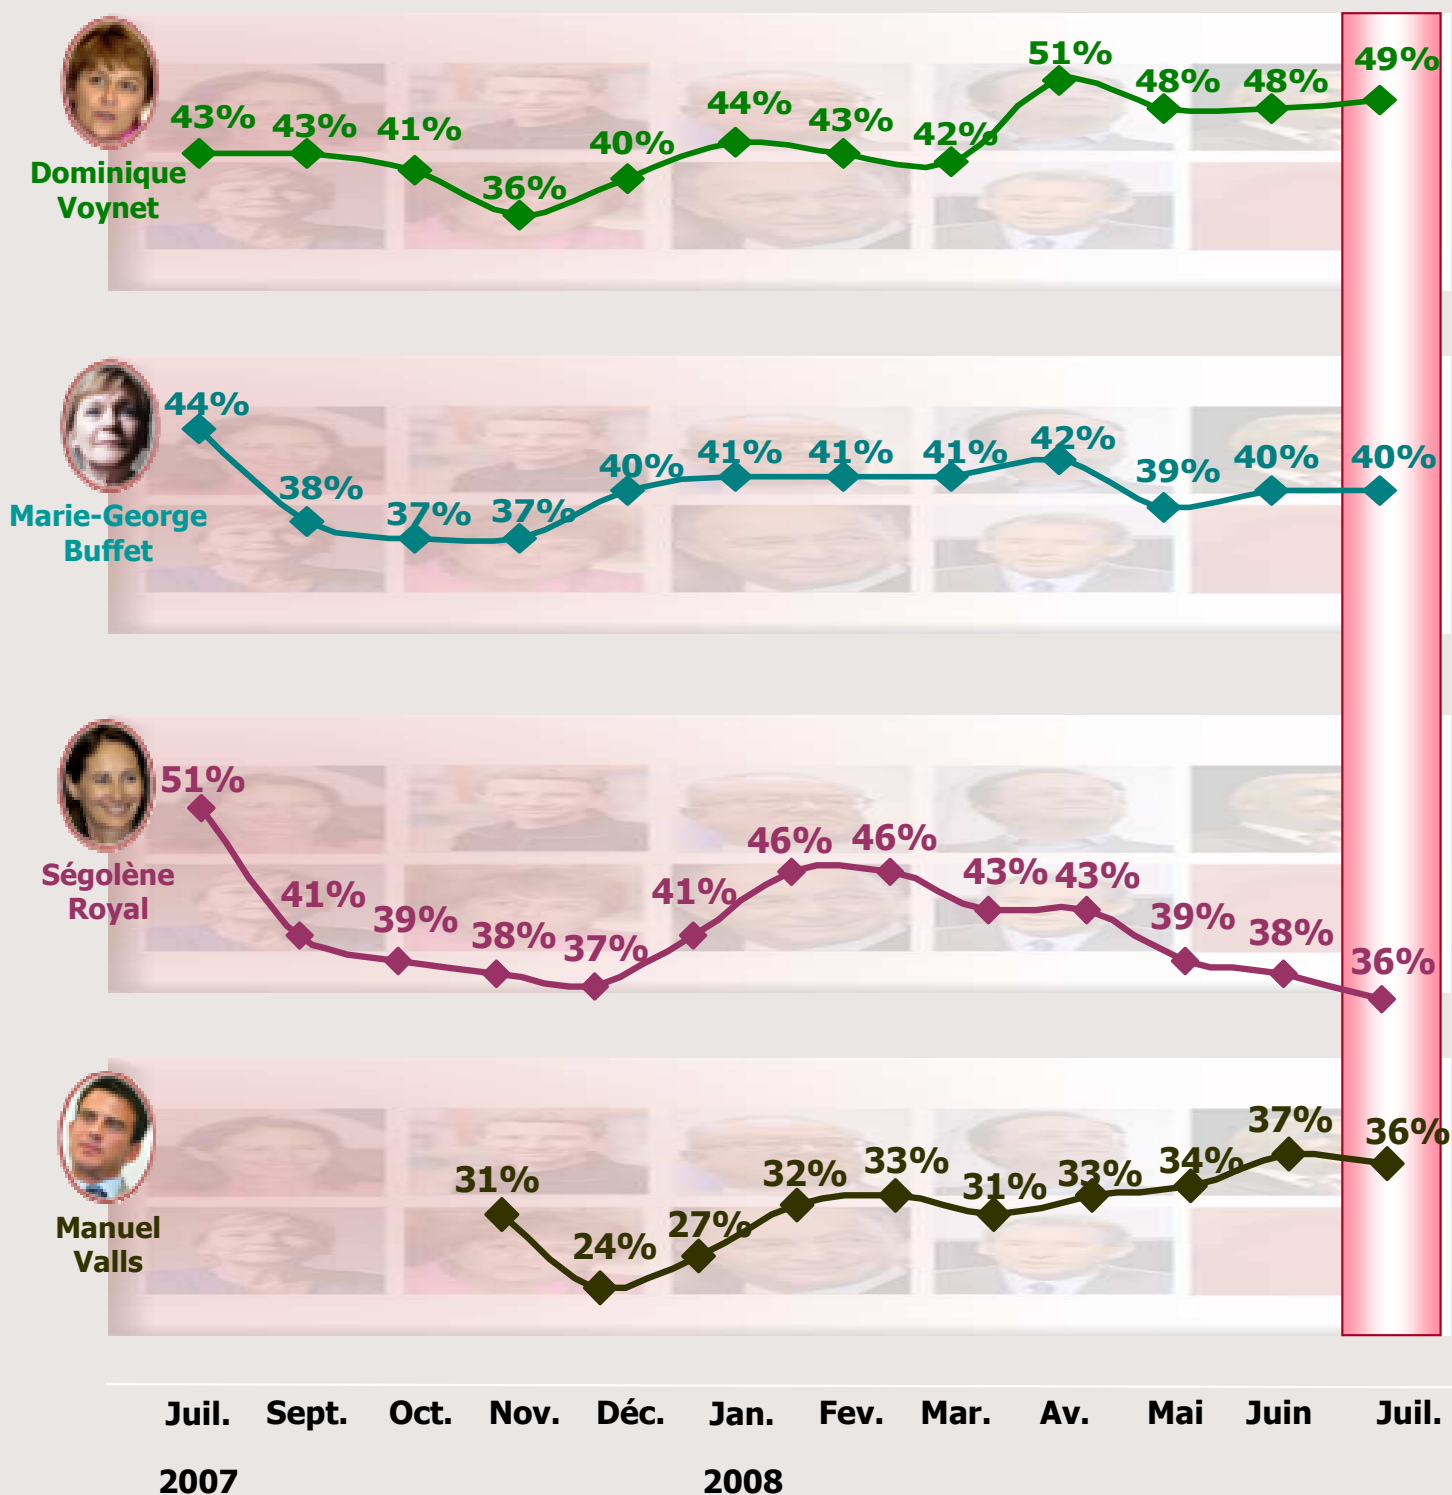 43% 43% 41% 36% 40% 44% 43% 42% 51% 48% 48% 49%
Dominique
Voynet
44% 38% 37% 37% 40% 41% 41% 41% 42% 39% 40% 40%
Marie-George
Buffet
51% 41% 39% 38% 37% 41% 46% 46% 43% 43% 39% 38% 36%
Ségolène
Royal
31% 24% 27% 32% 33% 31% 33% 34% 37% 36%
Manuel
Valls
Juil. Sept. Oct. Nov. Déc. Jan. Fev. Mar. Av. Mai Juin Juil.
2007 2008